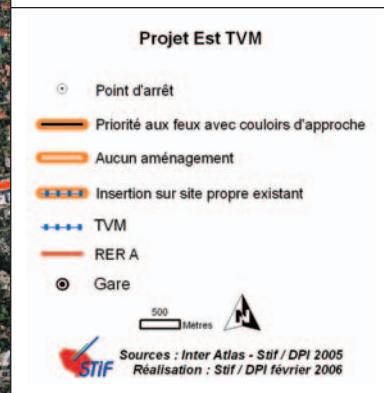 Projet Est TVM
Point d'arrêt
Priorité aux feux avec couloirs d'approche
Aucun aménagement
Insertion sur site propre existant
TVM
RER A
Gare
500
Mètres
N
STIF
Sources : Inter Atlas - Stif / DPI 2005
Réalisation : Stif / DPI février 2006